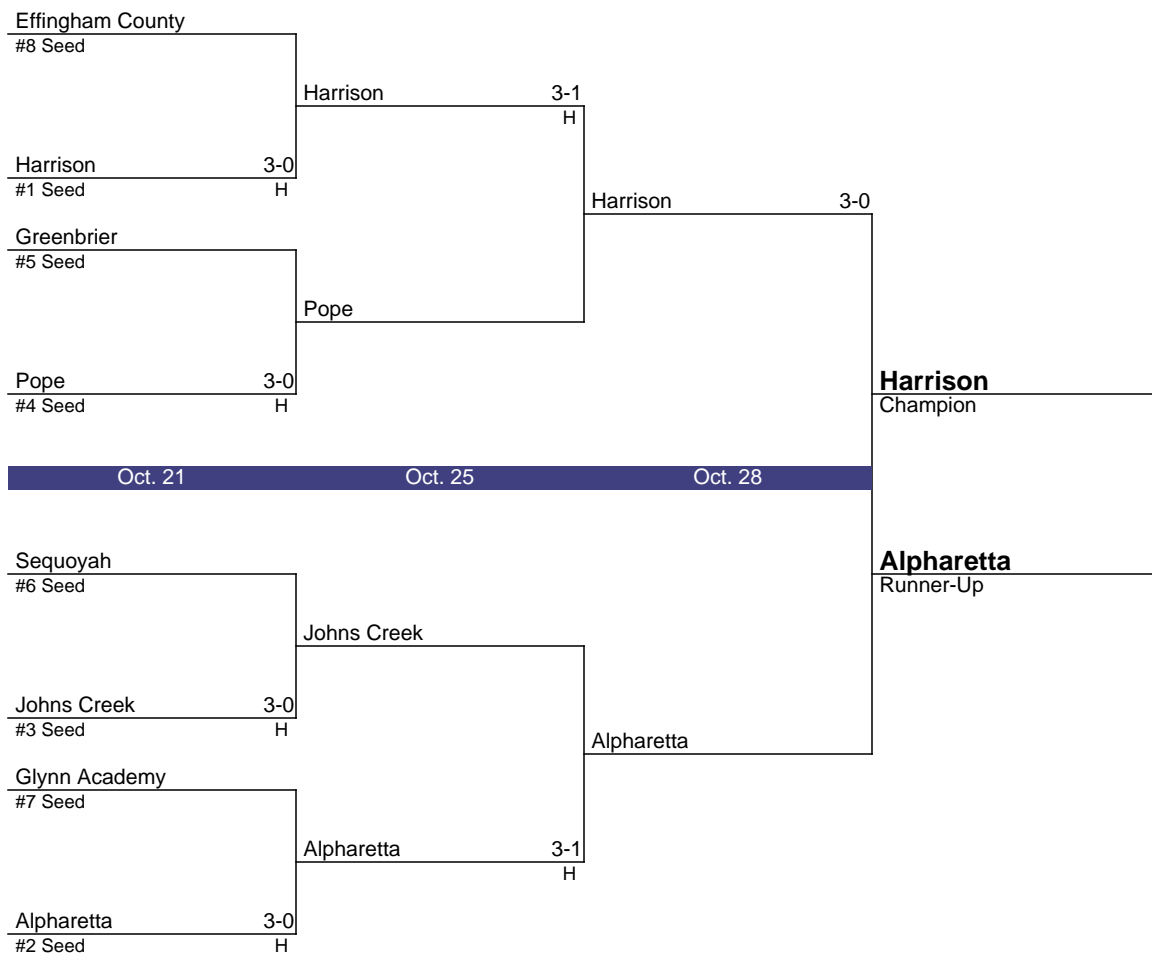 Effingham County
#8 Seed
Harrison 3-1
H
Harrison 3-0
#1 Seed H
Harrison 3-0
Greenbrier
#5 Seed
Pope
Pope 3-0
#4 Seed H
Harrison
Champion
Oct. 21 Oct. 25 Oct. 28
Sequoyah
#6 Seed
Alpharetta
Runner-Up
Johns Creek
Johns Creek 3-0
#3 Seed H
Alpharetta
Glynn Academy
#7 Seed
Alpharetta 3-1
H
Alpharetta 3-0
#2 Seed H